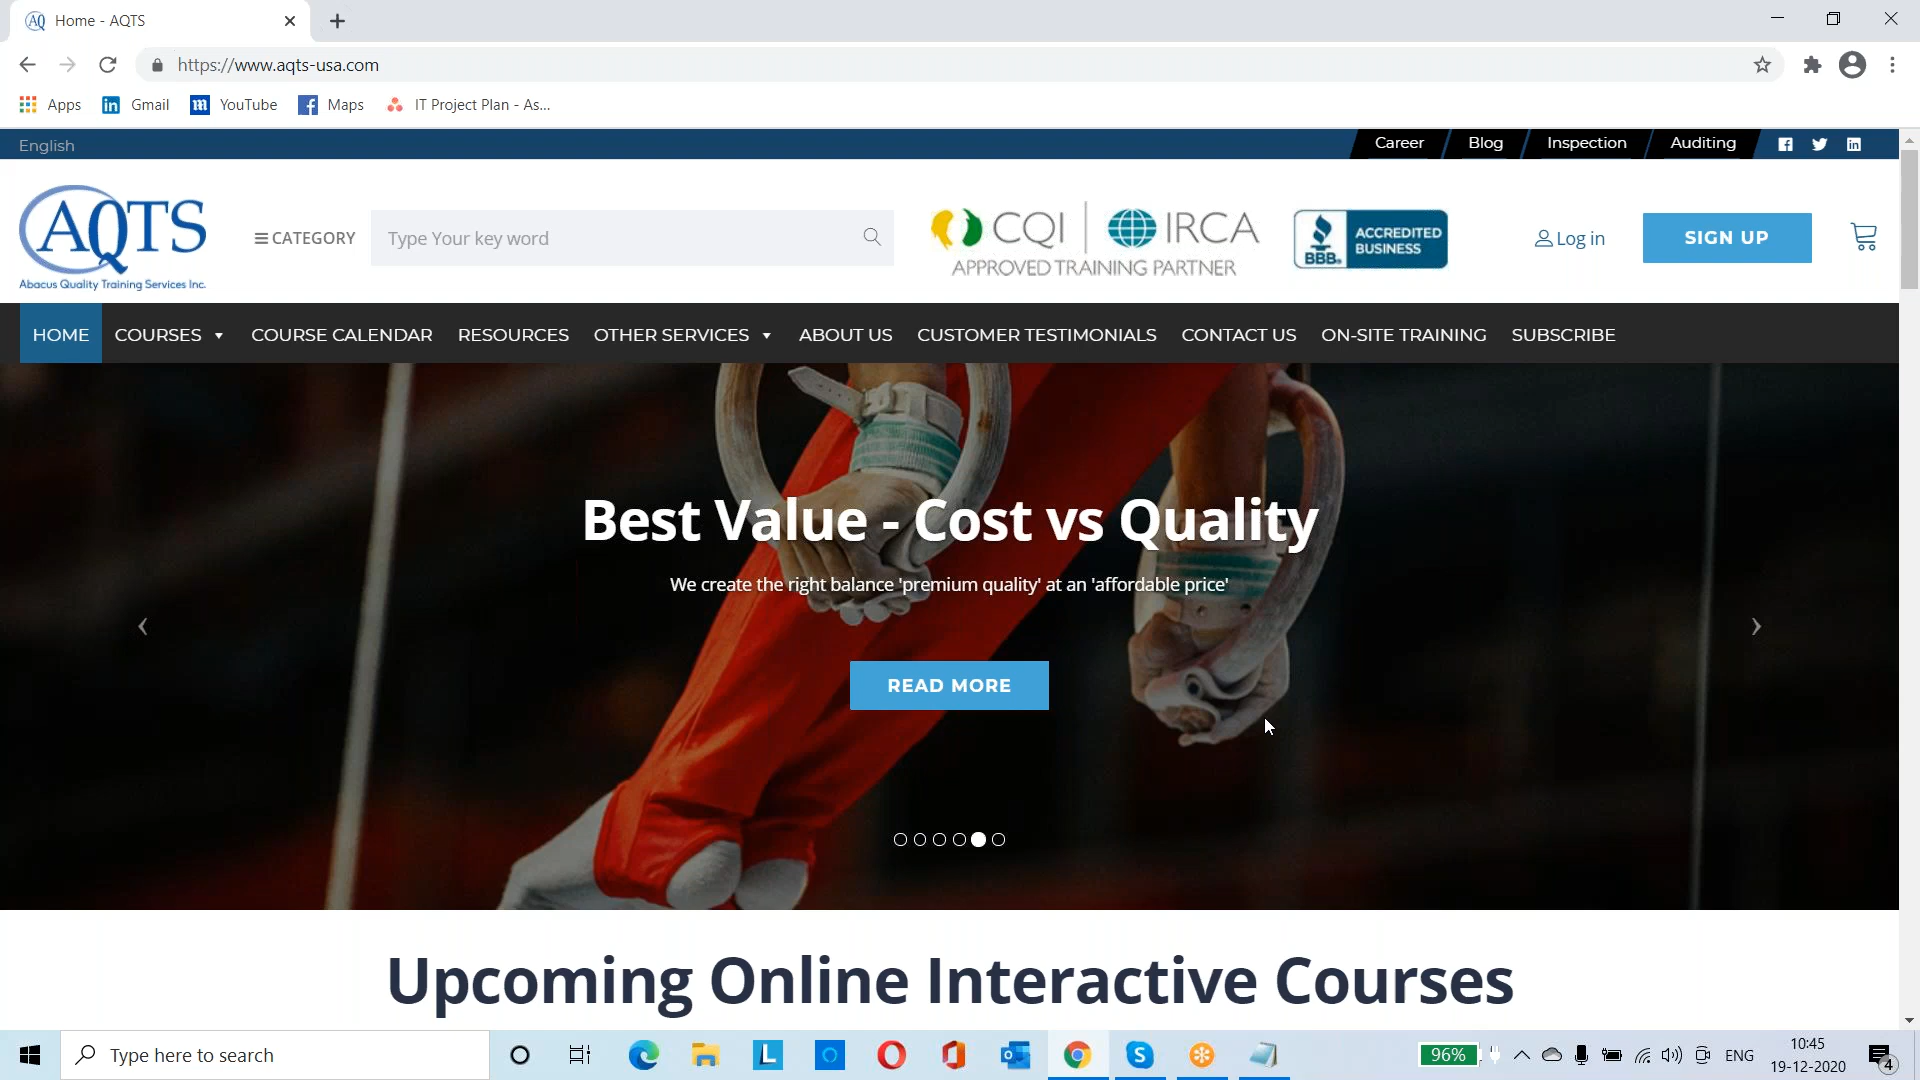 Home - AQTS
https://www.aqts-usa.com
Apps Gmail YouTube Maps IT Project Plan - As...
English Career Blog Inspection Auditing
AQTS
Abacus Quality Training Services Inc.
CATEGORY Type Your key word
CQI IRCA
APPROVED TRAINING PARTNER
BBB. ACCREDITED BUSINESS
Log in SIGN UP
HOME COURSES COURSE CALENDAR RESOURCES OTHER SERVICES ABOUT US CUSTOMER TESTIMONIALS CONTACT US ON-SITE TRAINING SUBSCRIBE
Best Value - Cost vs Quality
We create the right balance 'premium quality' at an 'affordable price'
READ MORE
Upcoming Online Interactive Courses
Type here to search 96% ENG 10:45
19-12-2020 4